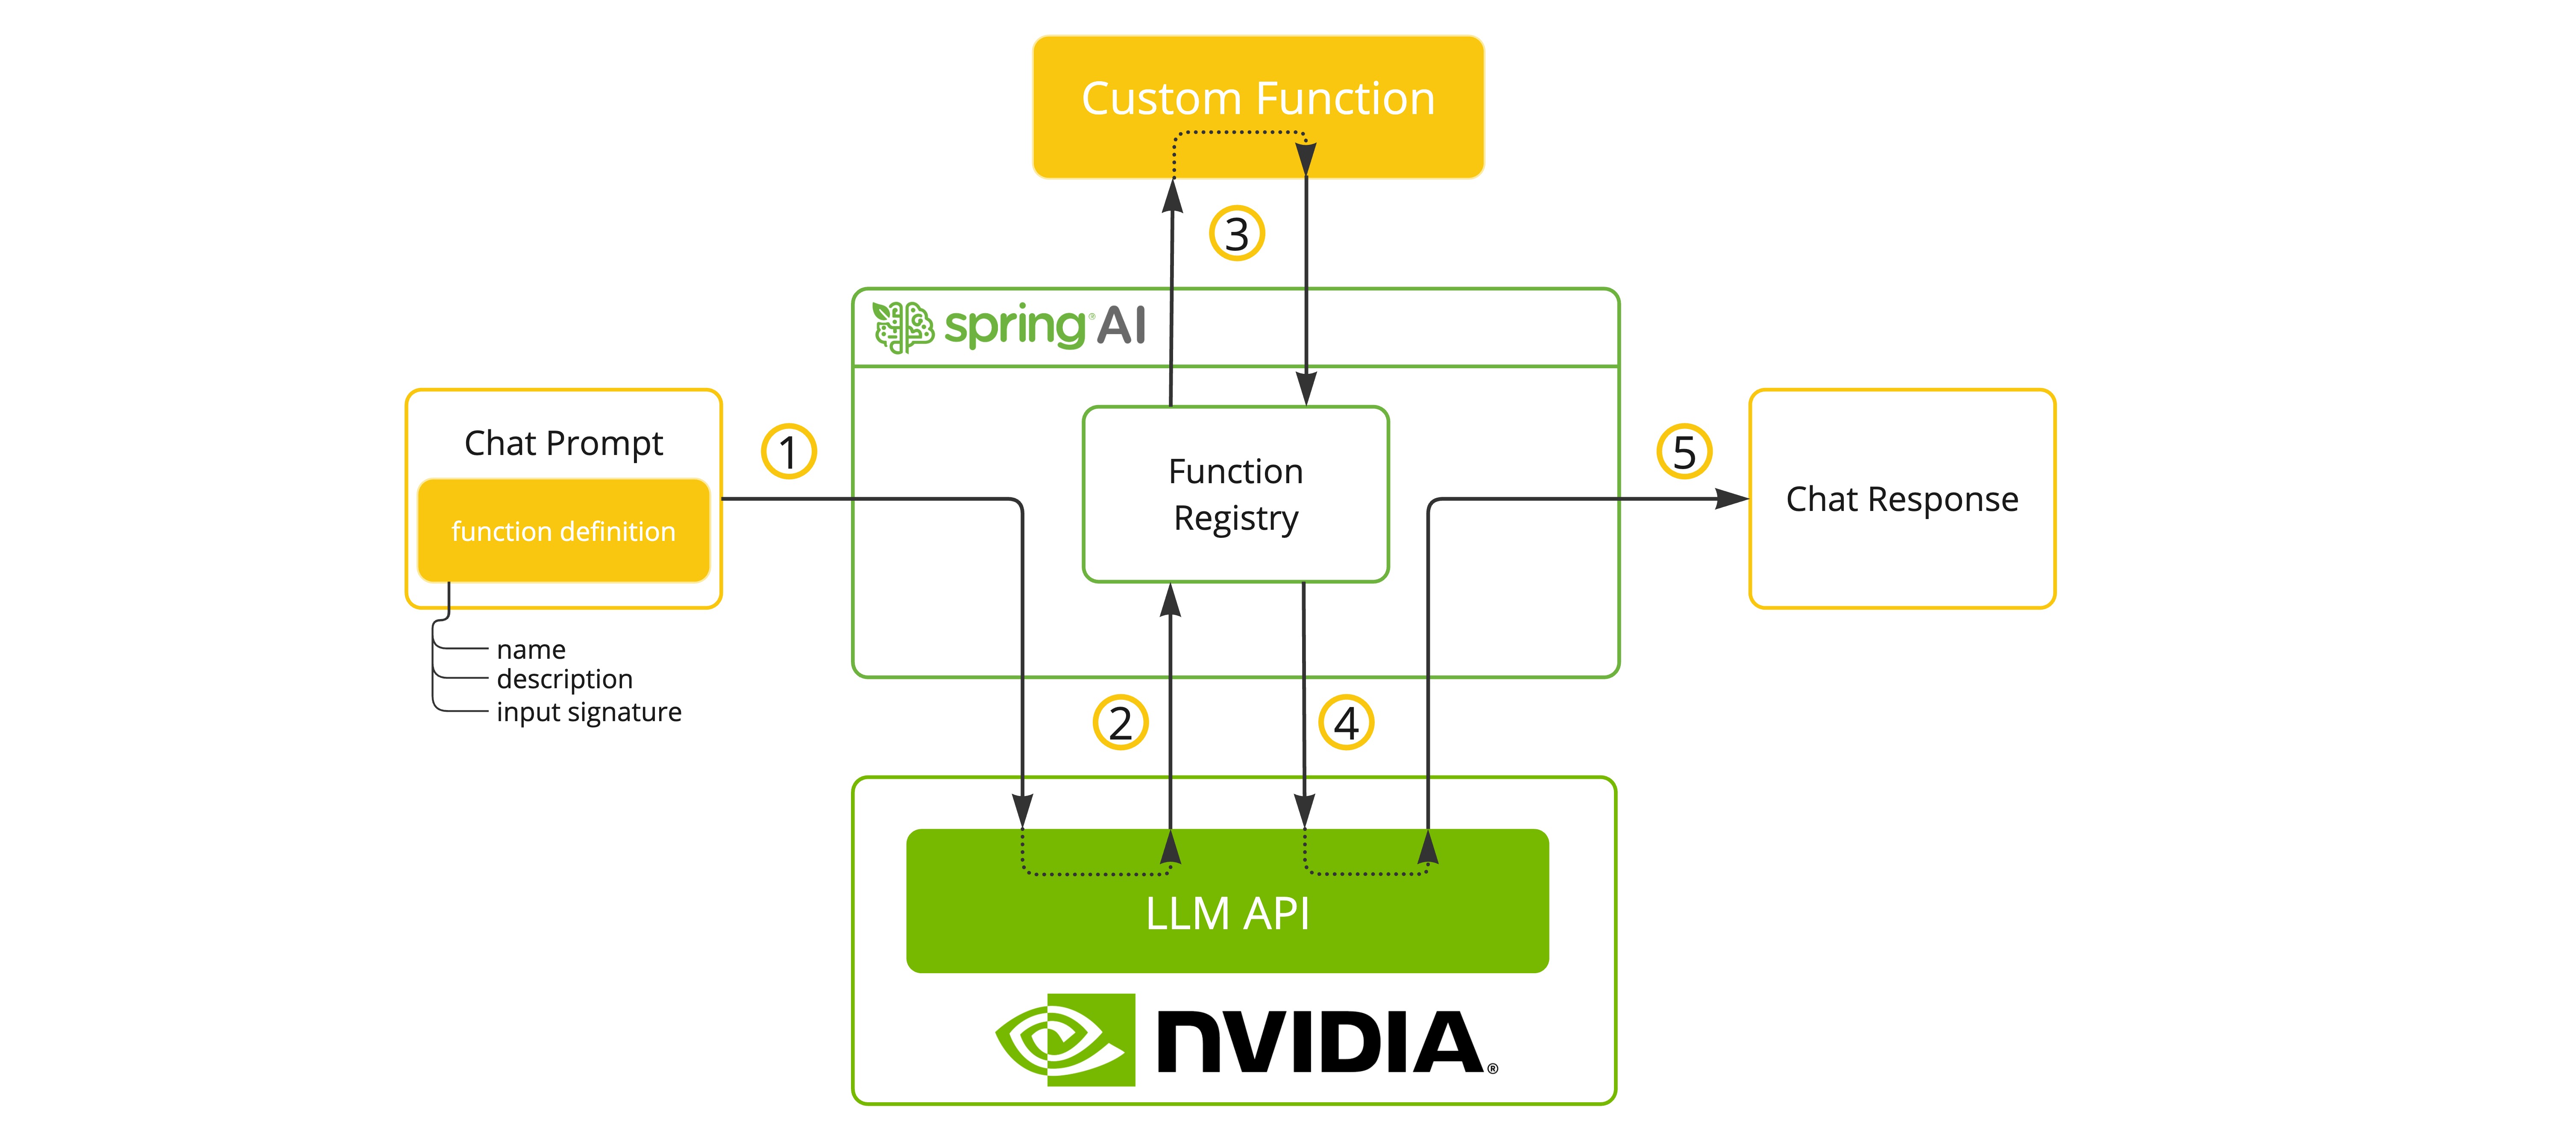 Custom Function
3
spring® AI
Chat Prompt
function definition
name
description
input signature
1
Function
Registry
5
Chat Response
2
4
LLM API
NVIDIA®